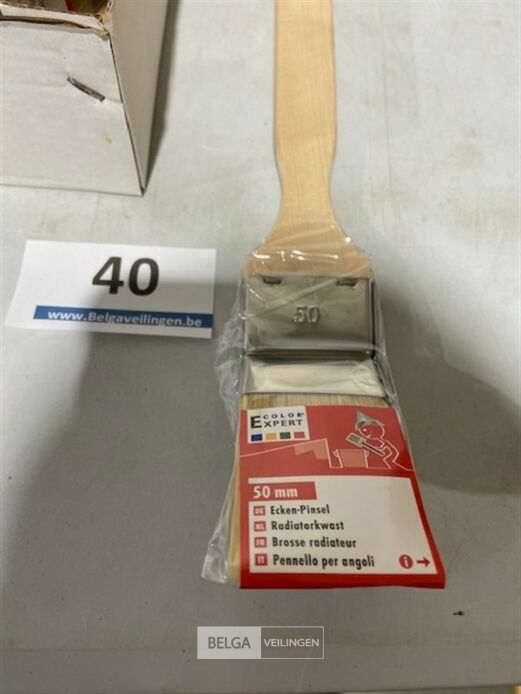 40
www.Belgaveilingen.be
50
COLOR
EXPERT
50 mm
DE Ecken-Pinsel
NL Radiatorkwast
FR Brosse radiateur
IT Pennello per angoli
i
BELGA VEILINGEN